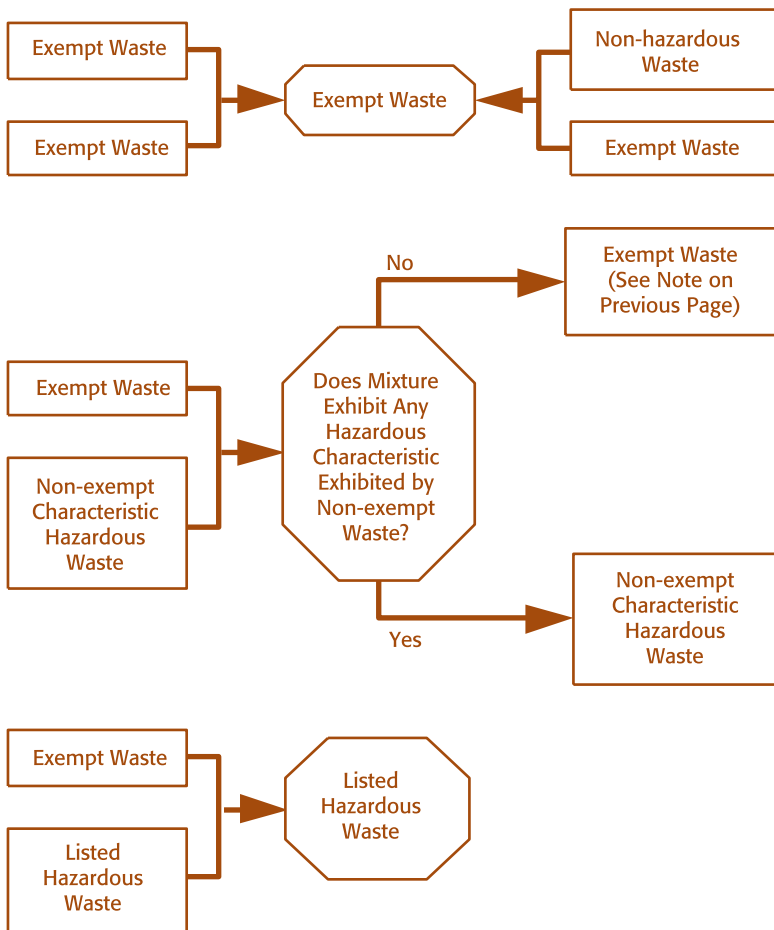 Exempt Waste
Exempt Waste
Exempt Waste
Non-hazardous
Waste
Exempt Waste
No
Exempt Waste
(See Note on
Previous Page)
Exempt Waste
Non-exempt
Characteristic
Hazardous
Waste
Does Mixture
Exhibit Any
Hazardous
Characteristic
Exhibited by
Non-exempt
Waste?
Yes
Non-exempt
Characteristic
Hazardous
Waste
Exempt Waste
Listed
Hazardous
Waste
Listed
Hazardous
Waste